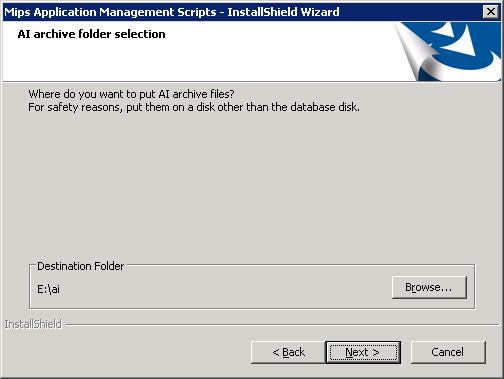 Mips Application Management Scripts - InstallShield Wizard
AI archive folder selection
Where do you want to put AI archive files?
For safety reasons, put them on a disk other than the database disk.
Destination Folder
E:\ai
Browse...
InstallShield
< Back
Next >
Cancel